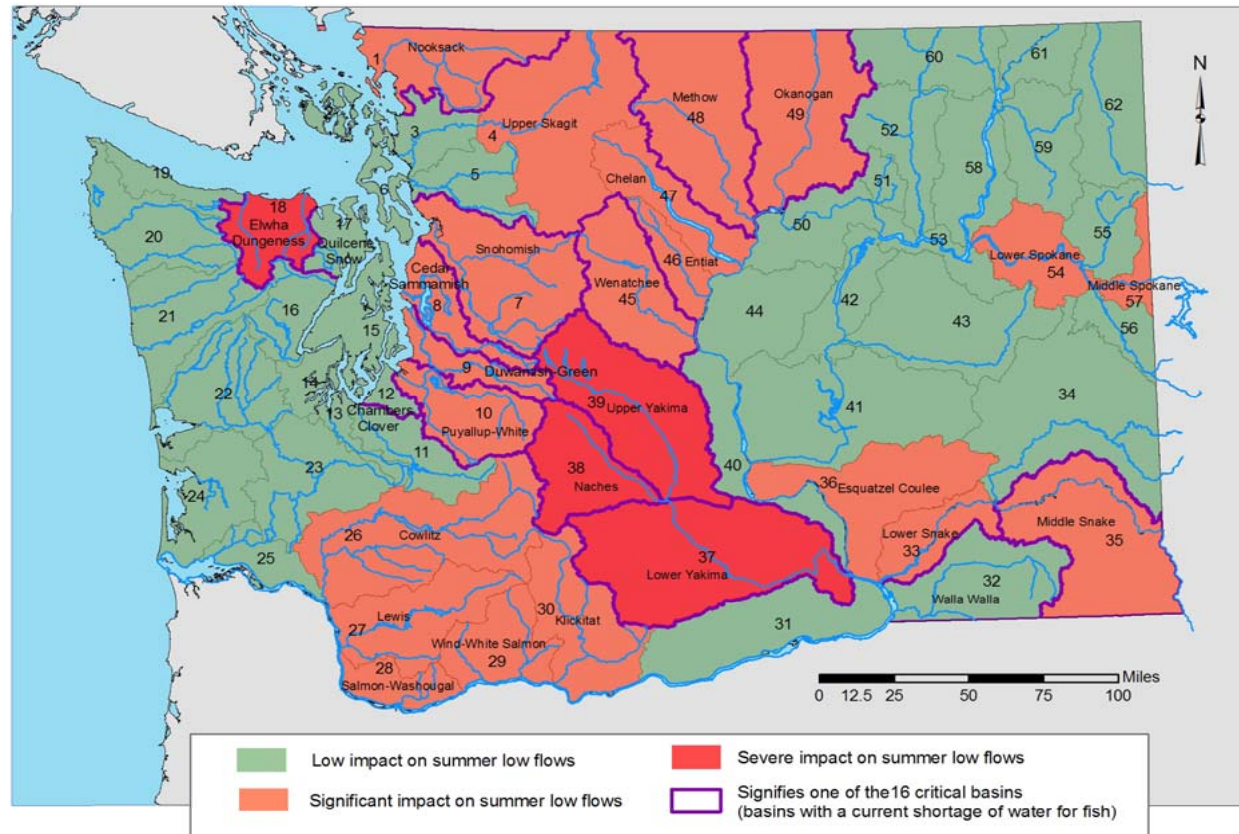 1
Nooksack
60
61
N
Methow
48
Okanogan
49
62
3
4
Upper Skagit
52
5
58
59
Chelan
47
51
19
6
18
17
50
Elwha
Dungeness
Quilcene
Snow
20
Snohomish
46
Entiat
53
55
Cedar
Sammamish
8
7
Wenatchee
45
Lower Spokane
54
Middle Spokane
57
16
44
42
43
56
21
15
9
Duwamish-Green
14
12
39
Upper Yakima
34
22
13
Chambers
Clover
10
Puyallup-White
41
11
40
23
38
Naches
36
Esquatzel Coulee
24
26
Cowlitz
Lower Snake
33
Middle Snake
35
25
37
Lower Yakima
32
Walla Walla
30
Klickitat
Lewis
27
31
Wind-White Salmon
29
28
Salmon-Washougal
Miles
0 12.5 25 50 75 100
Low impact on summer low flows
Severe impact on summer low flows
Significant impact on summer low flows
Signifies one of the16 critical basins
(basins with a current shortage of water for fish)